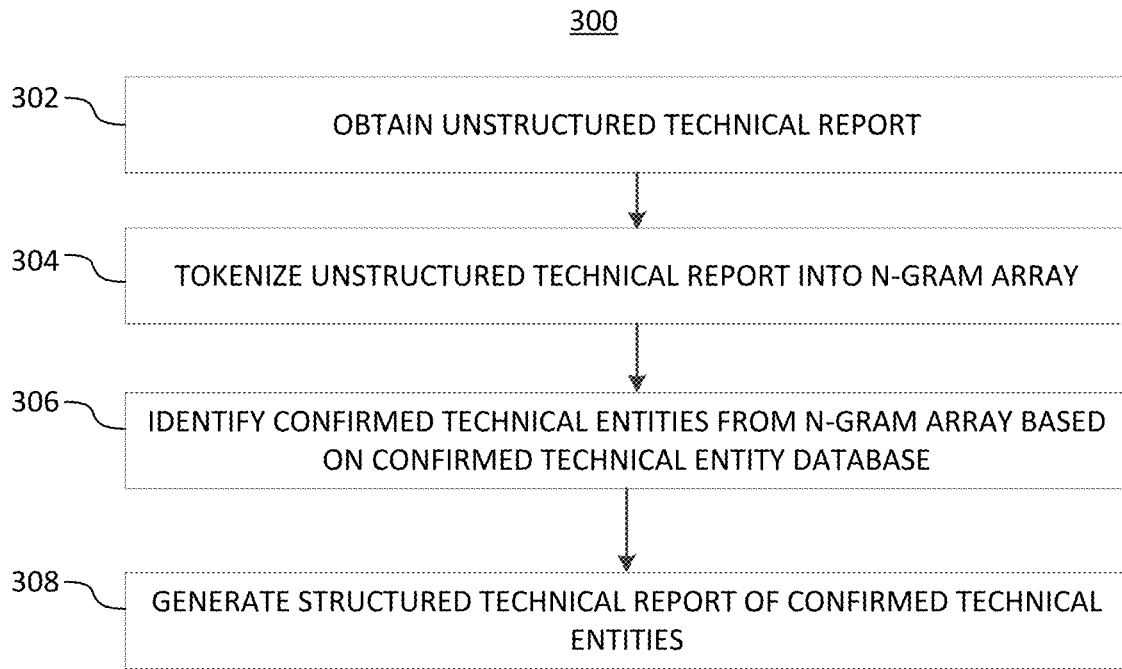 300
302
OBTAIN UNSTRUCTURED TECHNICAL REPORT
304
TOKENIZE UNSTRUCTURED TECHNICAL REPORT INTO N-GRAM ARRAY
306
IDENTIFY CONFIRMED TECHNICAL ENTITIES FROM N-GRAM ARRAY BASED
ON CONFIRMED TECHNICAL ENTITY DATABASE
308
GENERATE STRUCTURED TECHNICAL REPORT OF CONFIRMED TECHNICAL
ENTITIES